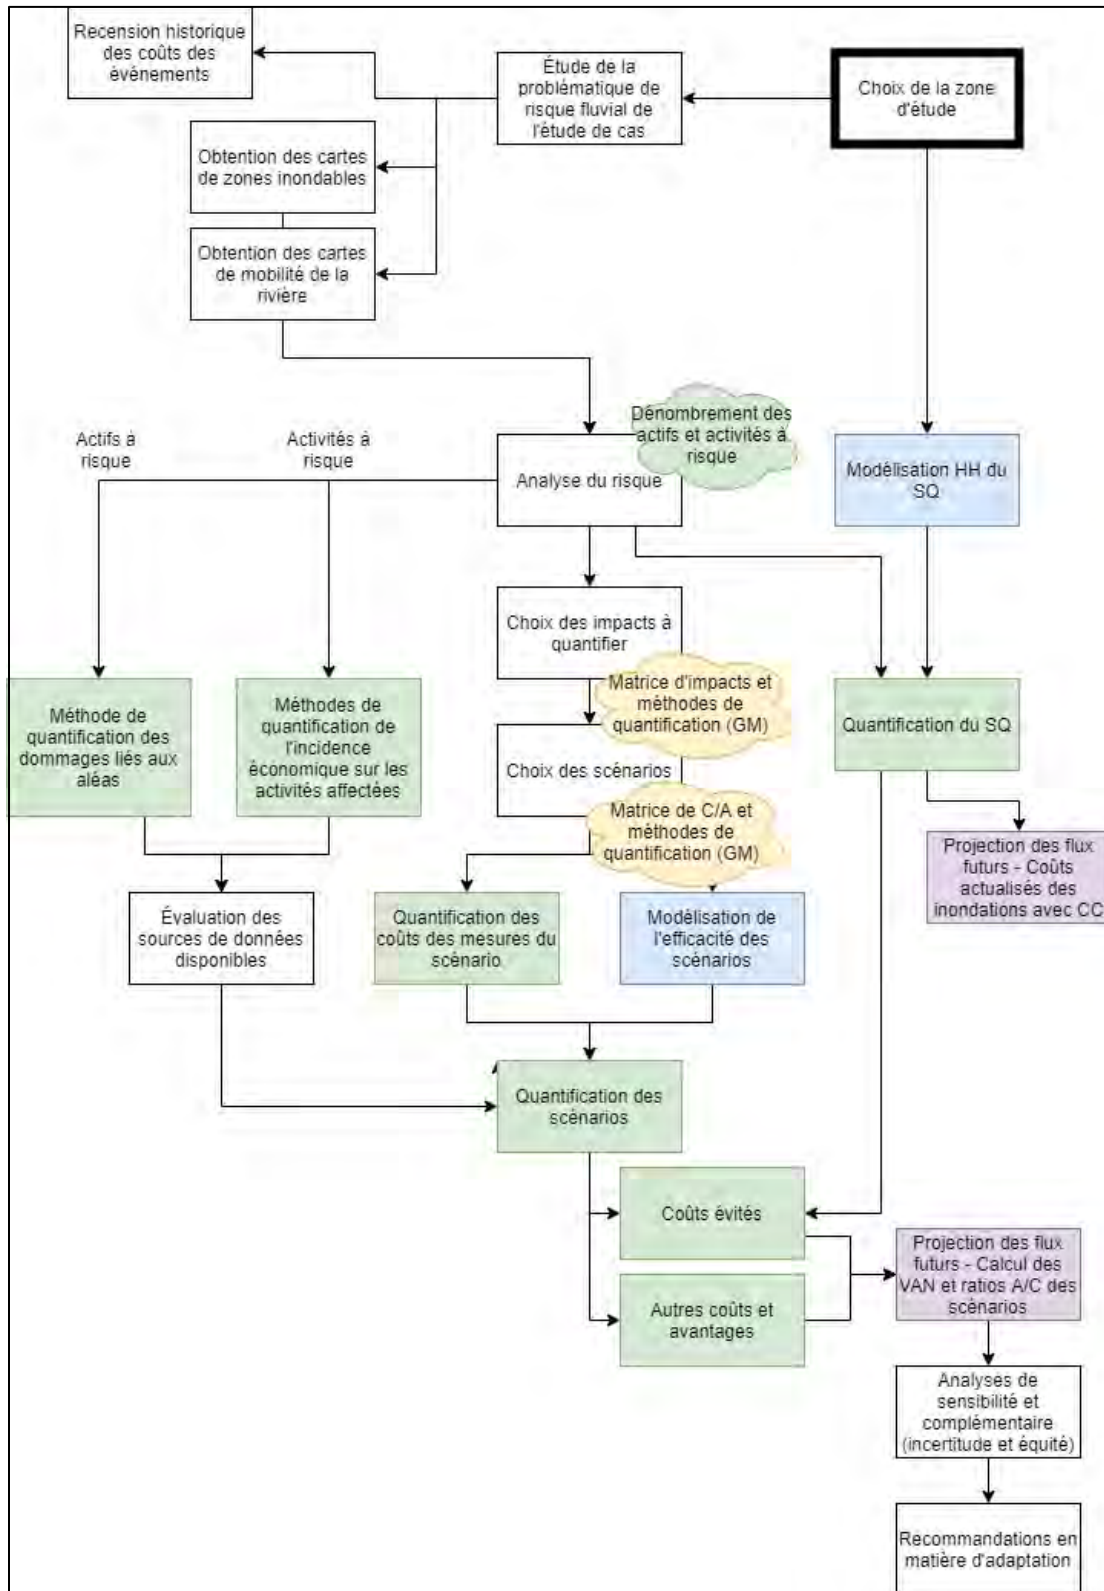 Recension historique
des coûts des
événements
Étude de la
problématique de
risque fluvial de
l'étude de cas
Choix de la zone
d'étude
Obtention des cartes
de zones inondables
Obtention des cartes
de mobilité de la
rivière
Dénombrement des
actifs et activités à
risque
Actifs à
risque
Activités à
risque
Analyse du risque
Modélisation HH du
SQ
Choix des impacts à
quantifier
Matrice d'impacts et
méthodes de
quantification (GM)
Méthode de
quantification des
dommages liés aux
aléas
Méthodes de
quantification de
l'incidence
économique sur les
activités affectées
Choix des scénarios
Quantification du SQ
Matrice de C/A et
méthodes de
quantification (GM)
Projection des flux
futurs - Coûts
actualisés des
inondations avec CC
Évaluation des
sources de données
disponibles
Quantification des
coûts des mesures du
scénario
Modélisation de
l'efficacité des
scénarios
Quantification des
scénarios
Coûts évités
Projection des flux
futurs - Calcul des
VAN et ratios A/C des
scénarios
Autres coûts et
avantages
Analyses de
sensibilité et
complémentaire
(incertitude et équité)
Recommandations en
matière d'adaptation